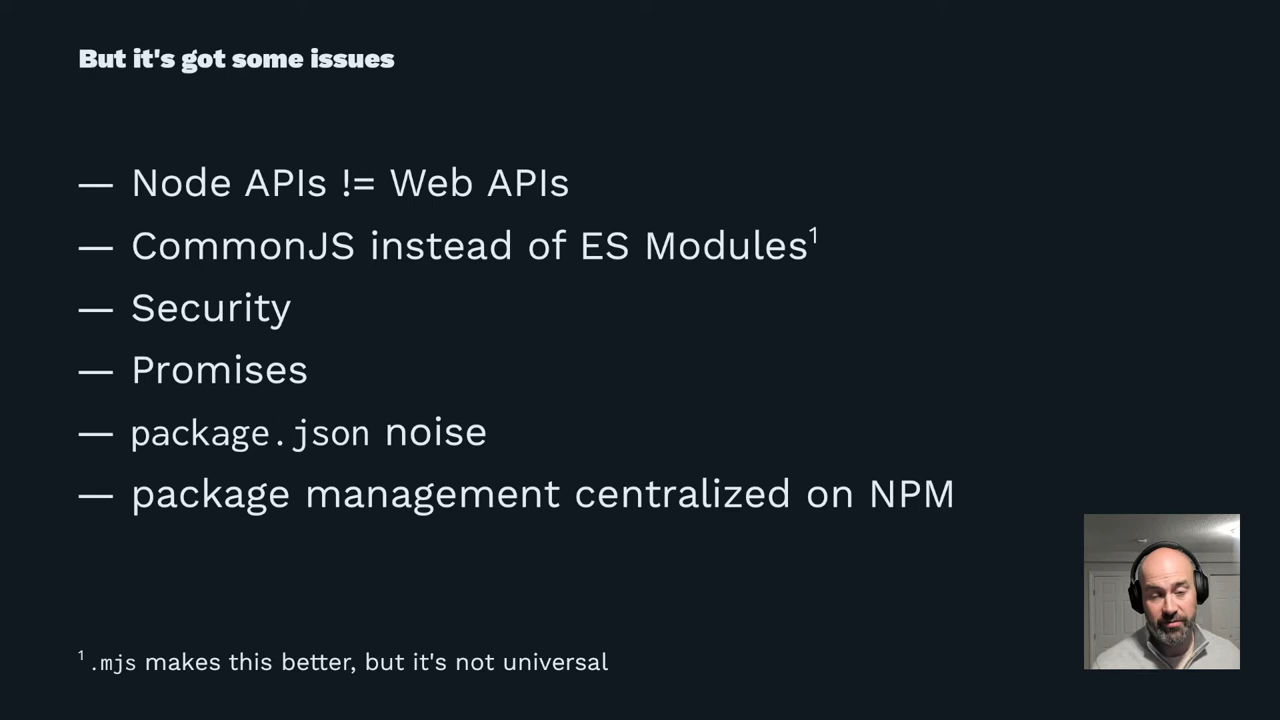 But it's got some issues
— Node APIs != Web APIs
— CommonJS instead of ES Modules¹
— Security
— Promises
— package.json noise
— package management centralized on NPM
¹ .mjs makes this better, but it's not universal